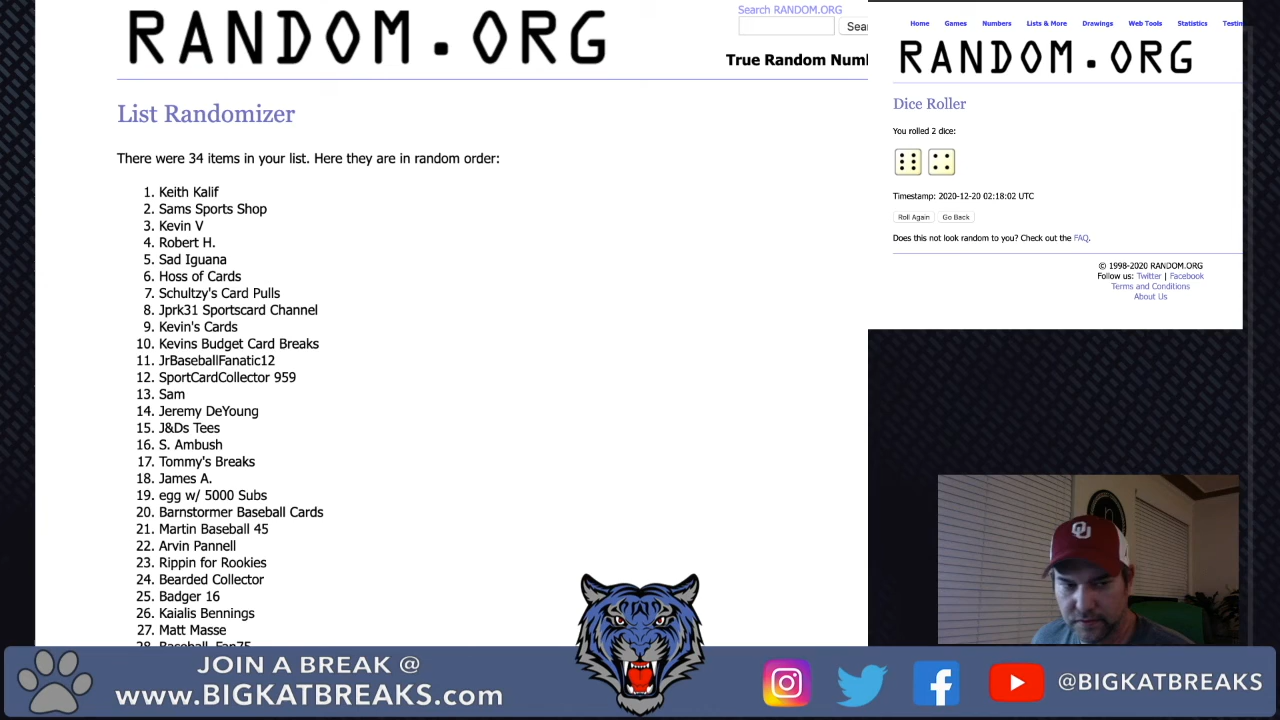 RANDOM.ORG
Search RANDOM.ORG
Sea
True Random Num
List Randomizer
There were 34 items in your list. Here they are in random order:
1. Keith Kalif
2. Sams Sports Shop
3. Kevin V
4. Robert H.
5. Sad Iguana
6. Hoss of Cards
7. Schultzy's Card Pulls
8. Jprk31 Sportscard Channel
9. Kevin's Cards
10. Kevins Budget Card Breaks
11. JrBaseballFanatic12
12. SportCardCollector 959
13. Sam
14. Jeremy DeYoung
15. J&Ds Tees
16. S. Ambush
17. Tommy's Breaks
18. James A.
19. egg w/ 5000 Subs
20. Barnstormer Baseball Cards
21. Martin Baseball 45
22. Arvin Pannell
23. Rippin for Rookies
24. Bearded Collector
25. Badger 16
26. Kaialis Bennings
27. Matt Masse
28. Baseball_Fan75
Home Games Numbers Lists & More Drawings Web Tools Statistics Testin
RANDOM.ORG
Dice Roller
You rolled 2 dice:
Timestamp: 2020-12-20 02:18:02 UTC
Roll Again Go Back
Does this not look random to you? Check out the FAQ.
© 1998-2020 RANDOM.ORG
Follow us: Twitter | Facebook
Terms and Conditions
About Us
OU
JOIN A BREAK @
www.BIGKATBREAKS.com
@BIGKATBREAKS